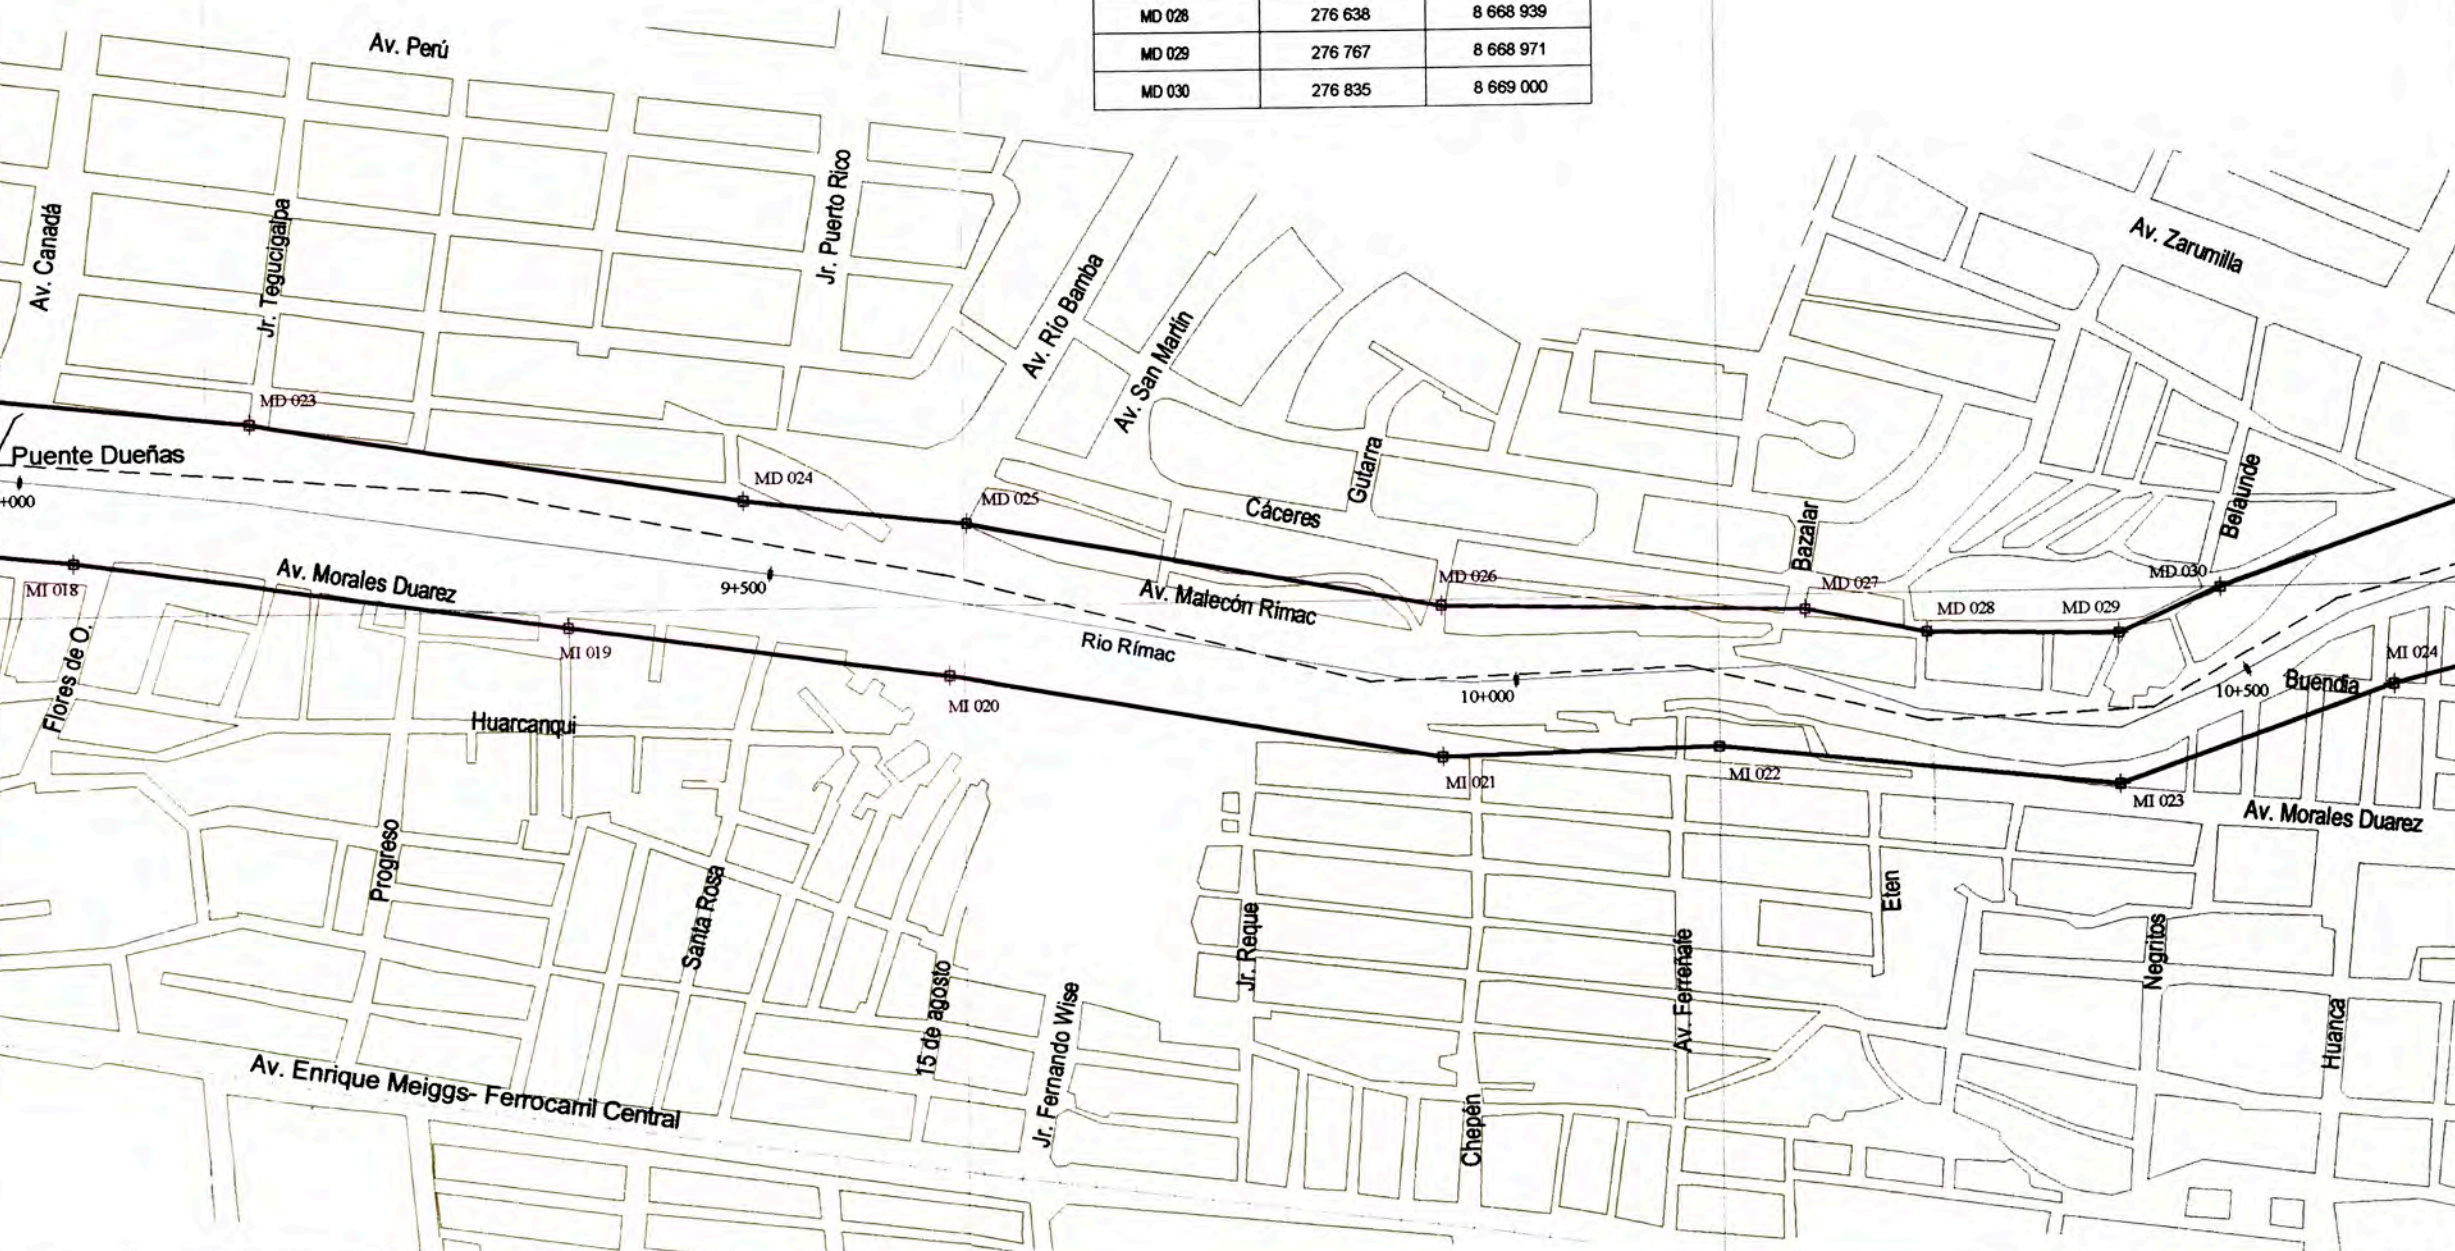 MD 028 276 638 8 668 939
MD 029 276 767 8 668 971
MD 030 276 835 8 669 000
Av. Perú
Av. Canadá
Jr. Tegucigalpa
Jr. Puerto Rico
Av. Río Bamba
Av. San Martin
Av. Zarumilla
Gutarra
Cáceres
Bazalar
Belaunde
MD 023
MD 024
MD 025
MD 026
MD 027
MD 028
MD 029
MD 030
Puente Dueñas
+000
9+500
10+000
10+500
Av. Malecón Rimac
Rio Rímac
Av. Morales Duarez
MI 018
MI 019
MI 020
MI 021
MI 022
MI 023
MI 024
Buendia
Av. Morales Duarez
Flores de O.
Huarcanqui
Progreso
Santa Rosa
15 de agosto
Jr. Fernando Wise
Jr. Reque
Chepén
Av. Ferreñafe
Eten
Negritos
Huanca
Av. Enrique Meiggs- Ferrocarril Central